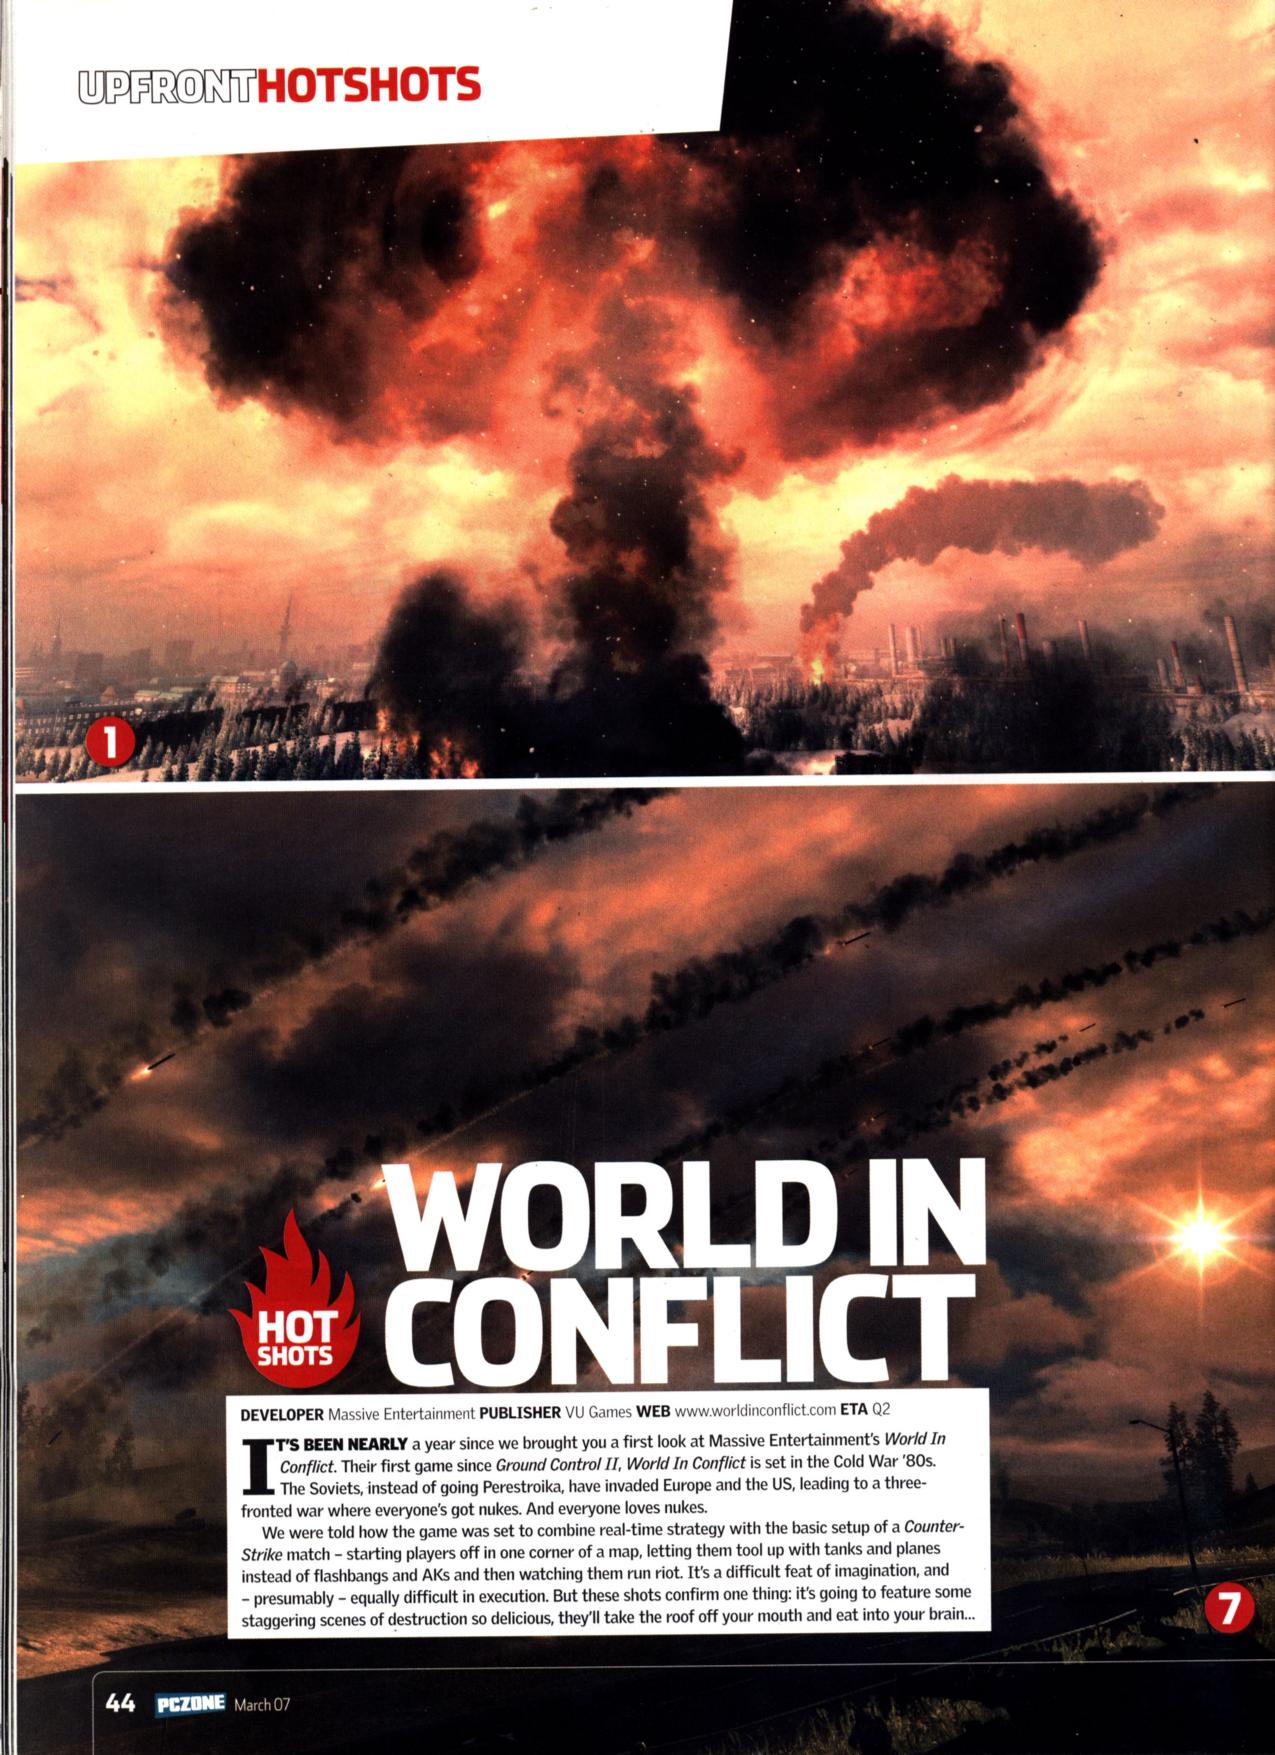 UPFRONTHOTSHOTS
1
WORLD IN
CONFLICT
HOT
SHOTS
DEVELOPER Massive Entertainment PUBLISHER VU Games WEB www.worldinconflict.com ETA Q2
IT'S BEEN NEARLY a year since we brought you a first look at Massive Entertainment's World In
Conflict. Their first game since Ground Control II, World In Conflict is set in the Cold War '80s.
The Soviets, instead of going Perestroika, have invaded Europe and the US, leading to a three-
fronted war where everyone's got nukes. And everyone loves nukes.
We were told how the game was set to combine real-time strategy with the basic setup of a Counter-
Strike match – starting players off in one corner of a map, letting them tool up with tanks and planes
instead of flashbangs and AKs and then watching them run riot. It's a difficult feat of imagination, and
– presumably – equally difficult in execution. But these shots confirm one thing: it's going to feature some
staggering scenes of destruction so delicious, they'll take the roof off your mouth and eat into your brain...
7
44 PCZONE March 07